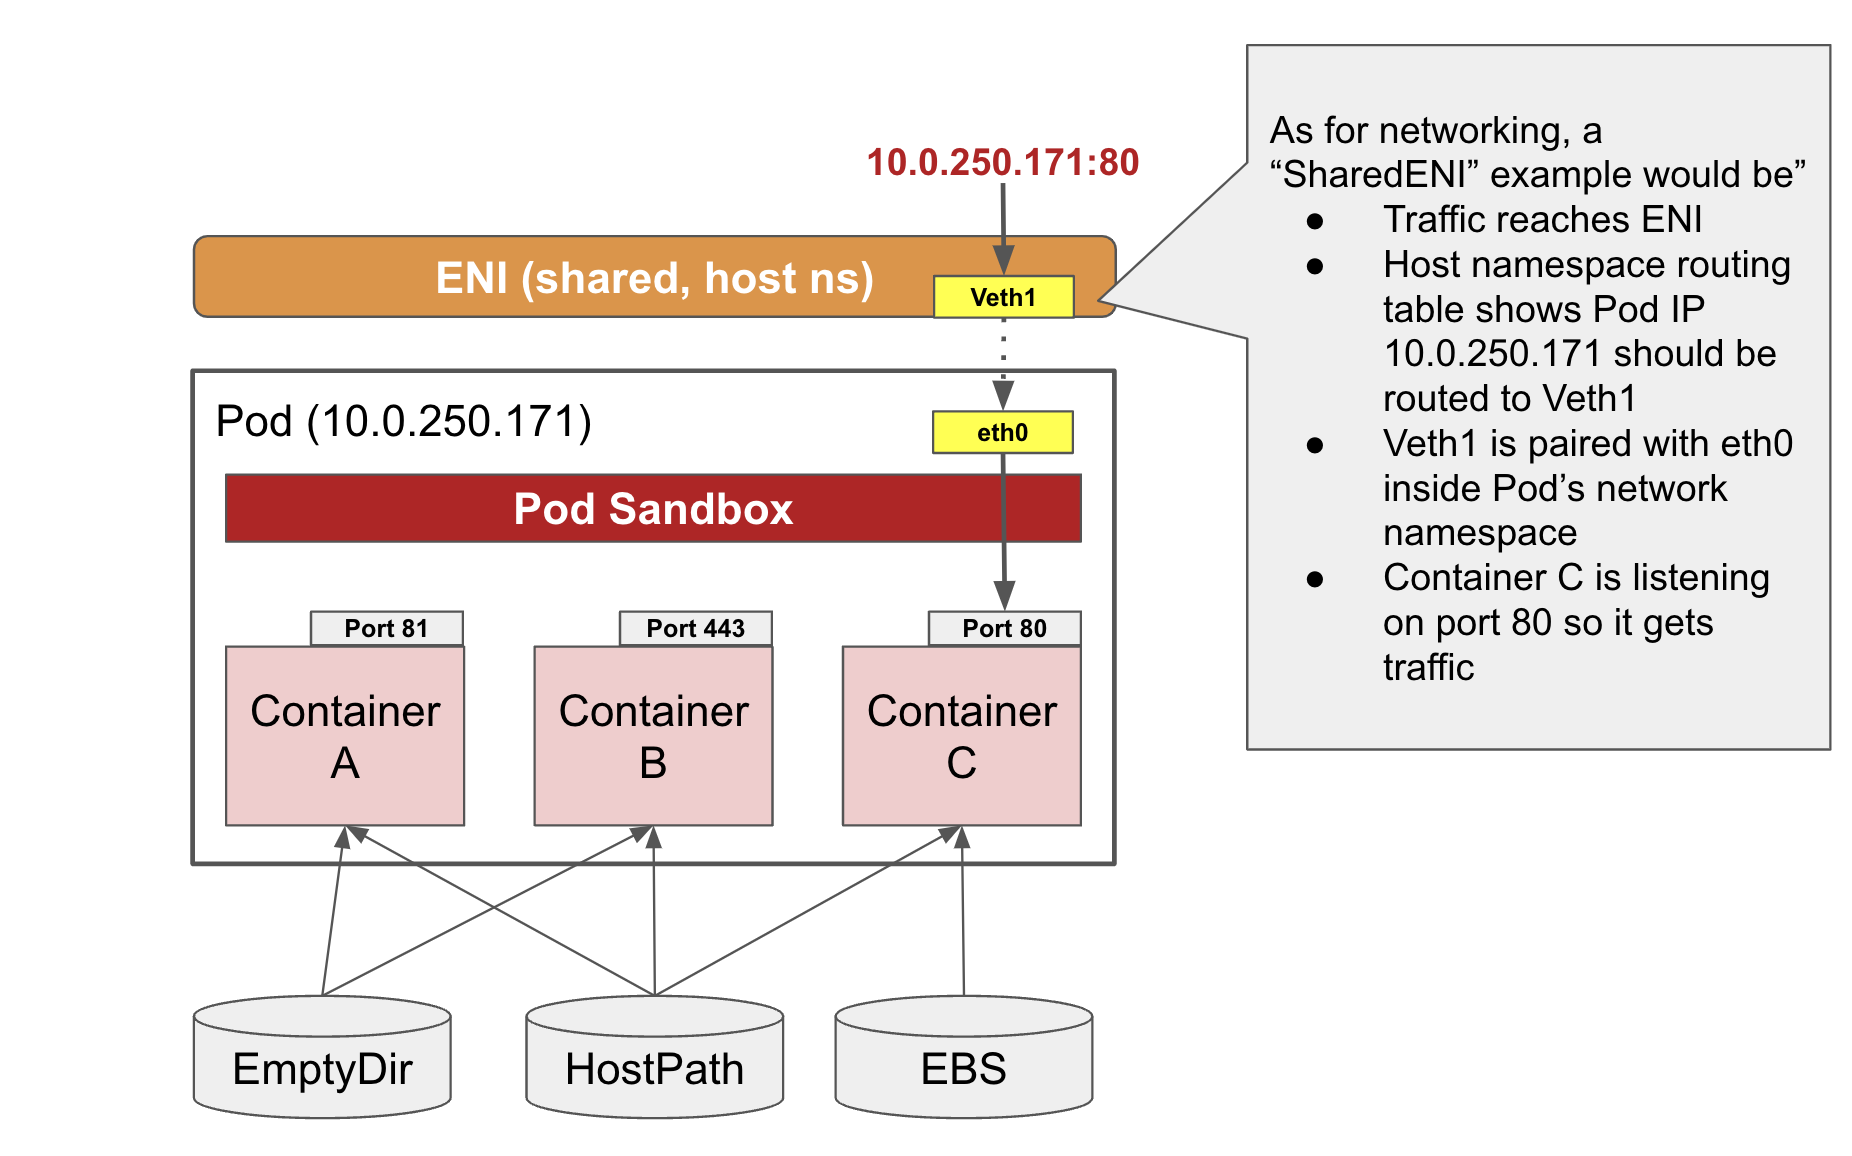 10.0.250.171:80
ENI (shared, host ns)
Veth1
Pod (10.0.250.171)
eth0
Pod Sandbox
Port 81
Port 443
Port 80
Container
A
Container
B
Container
C
EmptyDir
HostPath
EBS
As for networking, a
“SharedENI” example would be”
● Traffic reaches ENI
● Host namespace routing
table shows Pod IP
10.0.250.171 should be
routed to Veth1
● Veth1 is paired with eth0
inside Pod’s network
namespace
● Container C is listening
on port 80 so it gets
traffic